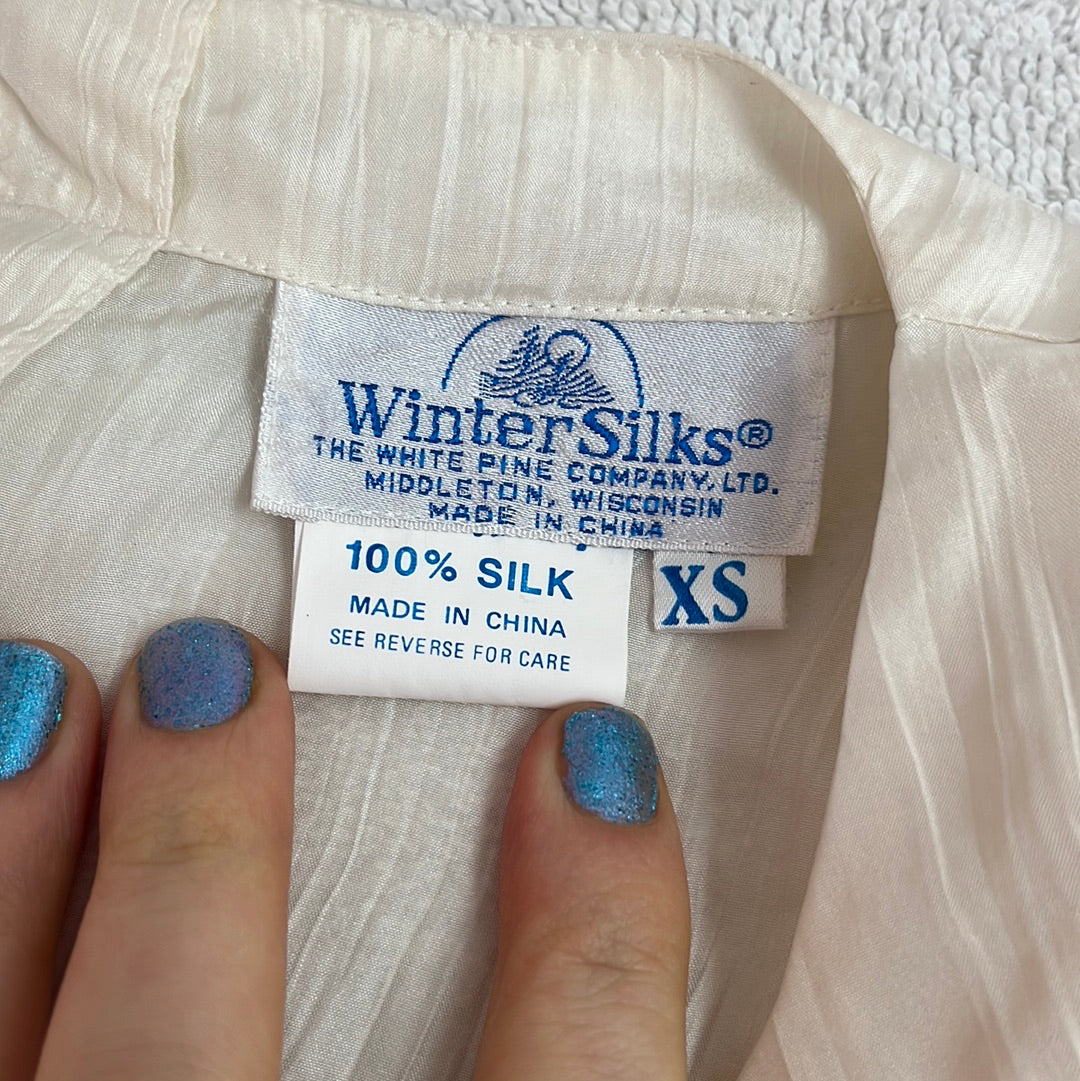 WinterSilks®
THE WHITE PINE COMPANY, LTD.
MIDDLETON, WISCONSIN
MADE IN CHINA
100% SILK
XS
MADE IN CHINA
SEE REVERSE FOR CARE